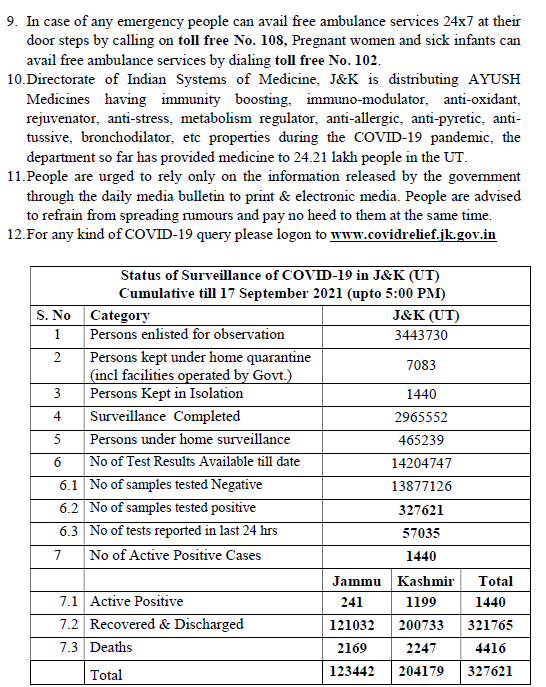 9. In case of any emergency people can avail free ambulance services 24x7 at their
door steps by calling on toll free No. 108, Pregnant women and sick infants can
avail free ambulance services by dialing toll free No. 102.
10.Directorate of Indian Systems of Medicine, J&K is distributing AYUSH
Medicines having immunity boosting, immuno-modulator, anti-oxidant,
rejuvenator, anti-stress, metabolism regulator, anti-allergic, anti-pyretic, anti-
tussive, bronchodilator, etc properties during the COVID-19 pandemic, the
department so far has provided medicine to 24.21 lakh people in the UT.
11.People are urged to rely only on the information released by the government
through the daily media bulletin to print & electronic media. People are advised
to refrain from spreading rumours and pay no heed to them at the same time.
12.For any kind of COVID-19 query please logon to www.covidrelief.jk.gov.in
Status of Surveillance of COVID-19 in J&K (UT)
Cumulative till 17 September 2021 (upto 5:00 PM)
S. No Category J&K (UT)
1 Persons enlisted for observation 3443730
2 Persons kept under home quarantine
(incl facilities operated by Govt.) 7083
3 Persons Kept in Isolation 1440
4 Surveillance Completed 2965552
5 Persons under home surveillance 465239
6 No of Test Results Available till date 14204747
6.1 No of samples tested Negative 13877126
6.2 No of samples tested positive 327621
6.3 No of tests reported in last 24 hrs 57035
7 No of Active Positive Cases 1440
Jammu Kashmir Total
7.1 Active Positive 241 1199 1440
7.2 Recovered & Discharged 121032 200733 321765
7.3 Deaths 2169 2247 4416
Total 123442 204179 327621